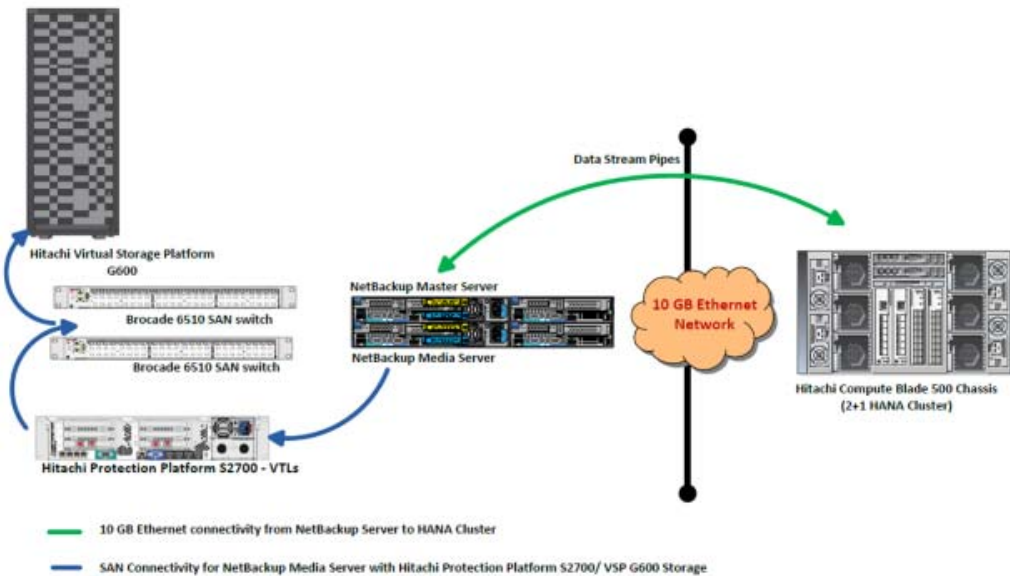 Data Stream Pipes
Hitachi Virtual Storage Platform
G600
NetBackup Master Server
Brocade 6510 SAN switch
10 GB Ethernet
Network
NetBackup Media Server
Brocade 6510 SAN switch
Hitachi Compute Blade 500 Chassis
(2+1 HANA Cluster)
Hitachi Protection Platform S2700 - VTLs
10 GB Ethernet connectivity from NetBackup Server to HANA Cluster
SAN Connectivity for NetBackup Media Server with Hitachi Protection Platform S2700/ VSP G600 Storage